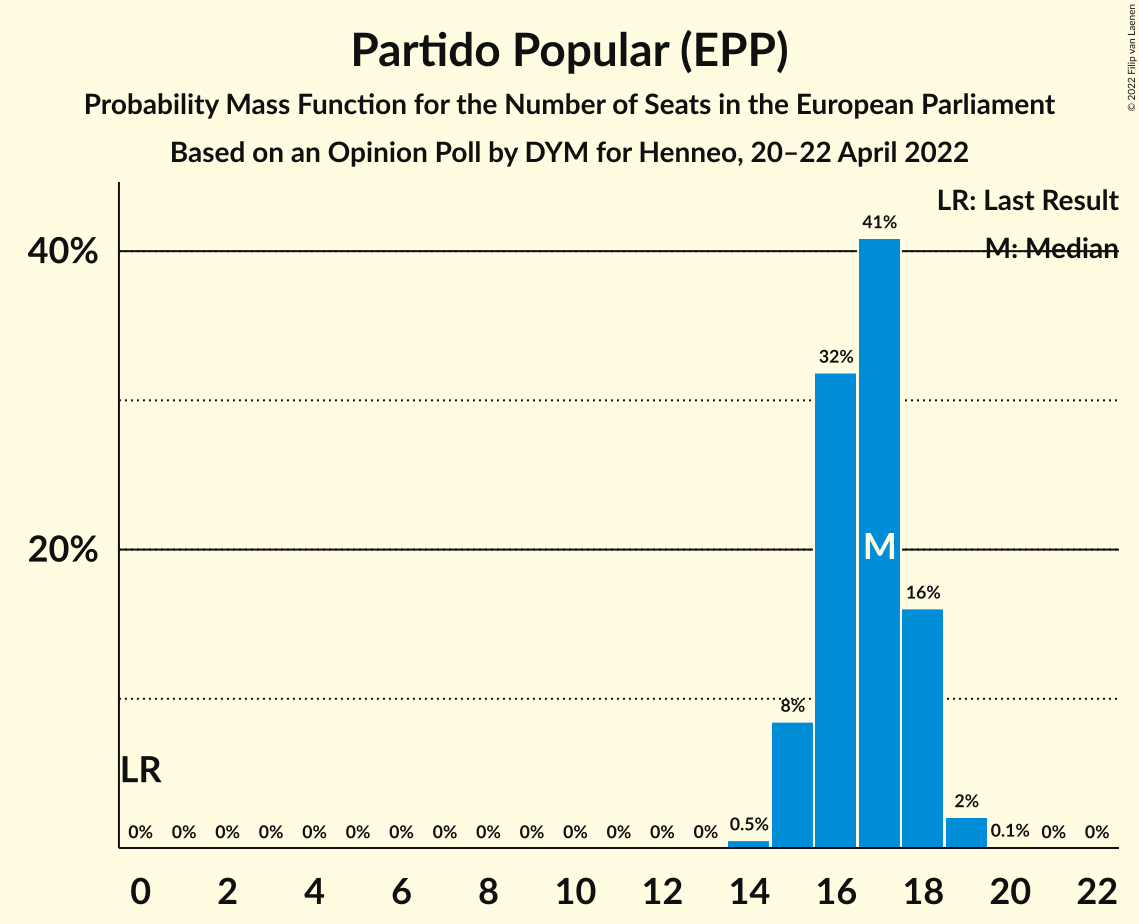 Partido Popular (EPP)
Probability Mass Function for the Number of Seats in the European Parliament
Based on an Opinion Poll by DYM for Henneo, 20–22 April 2022
© 2022 Filip van Laenen
LR: Last Result
M: Median
40%
20%
41%
32%
M
16%
8%
LR
2%
0% 0% 0% 0% 0% 0% 0% 0% 0% 0% 0% 0% 0% 0% 0.5% 0.1% 0% 0%
0 2 4 6 8 10 12 14 16 18 20 22